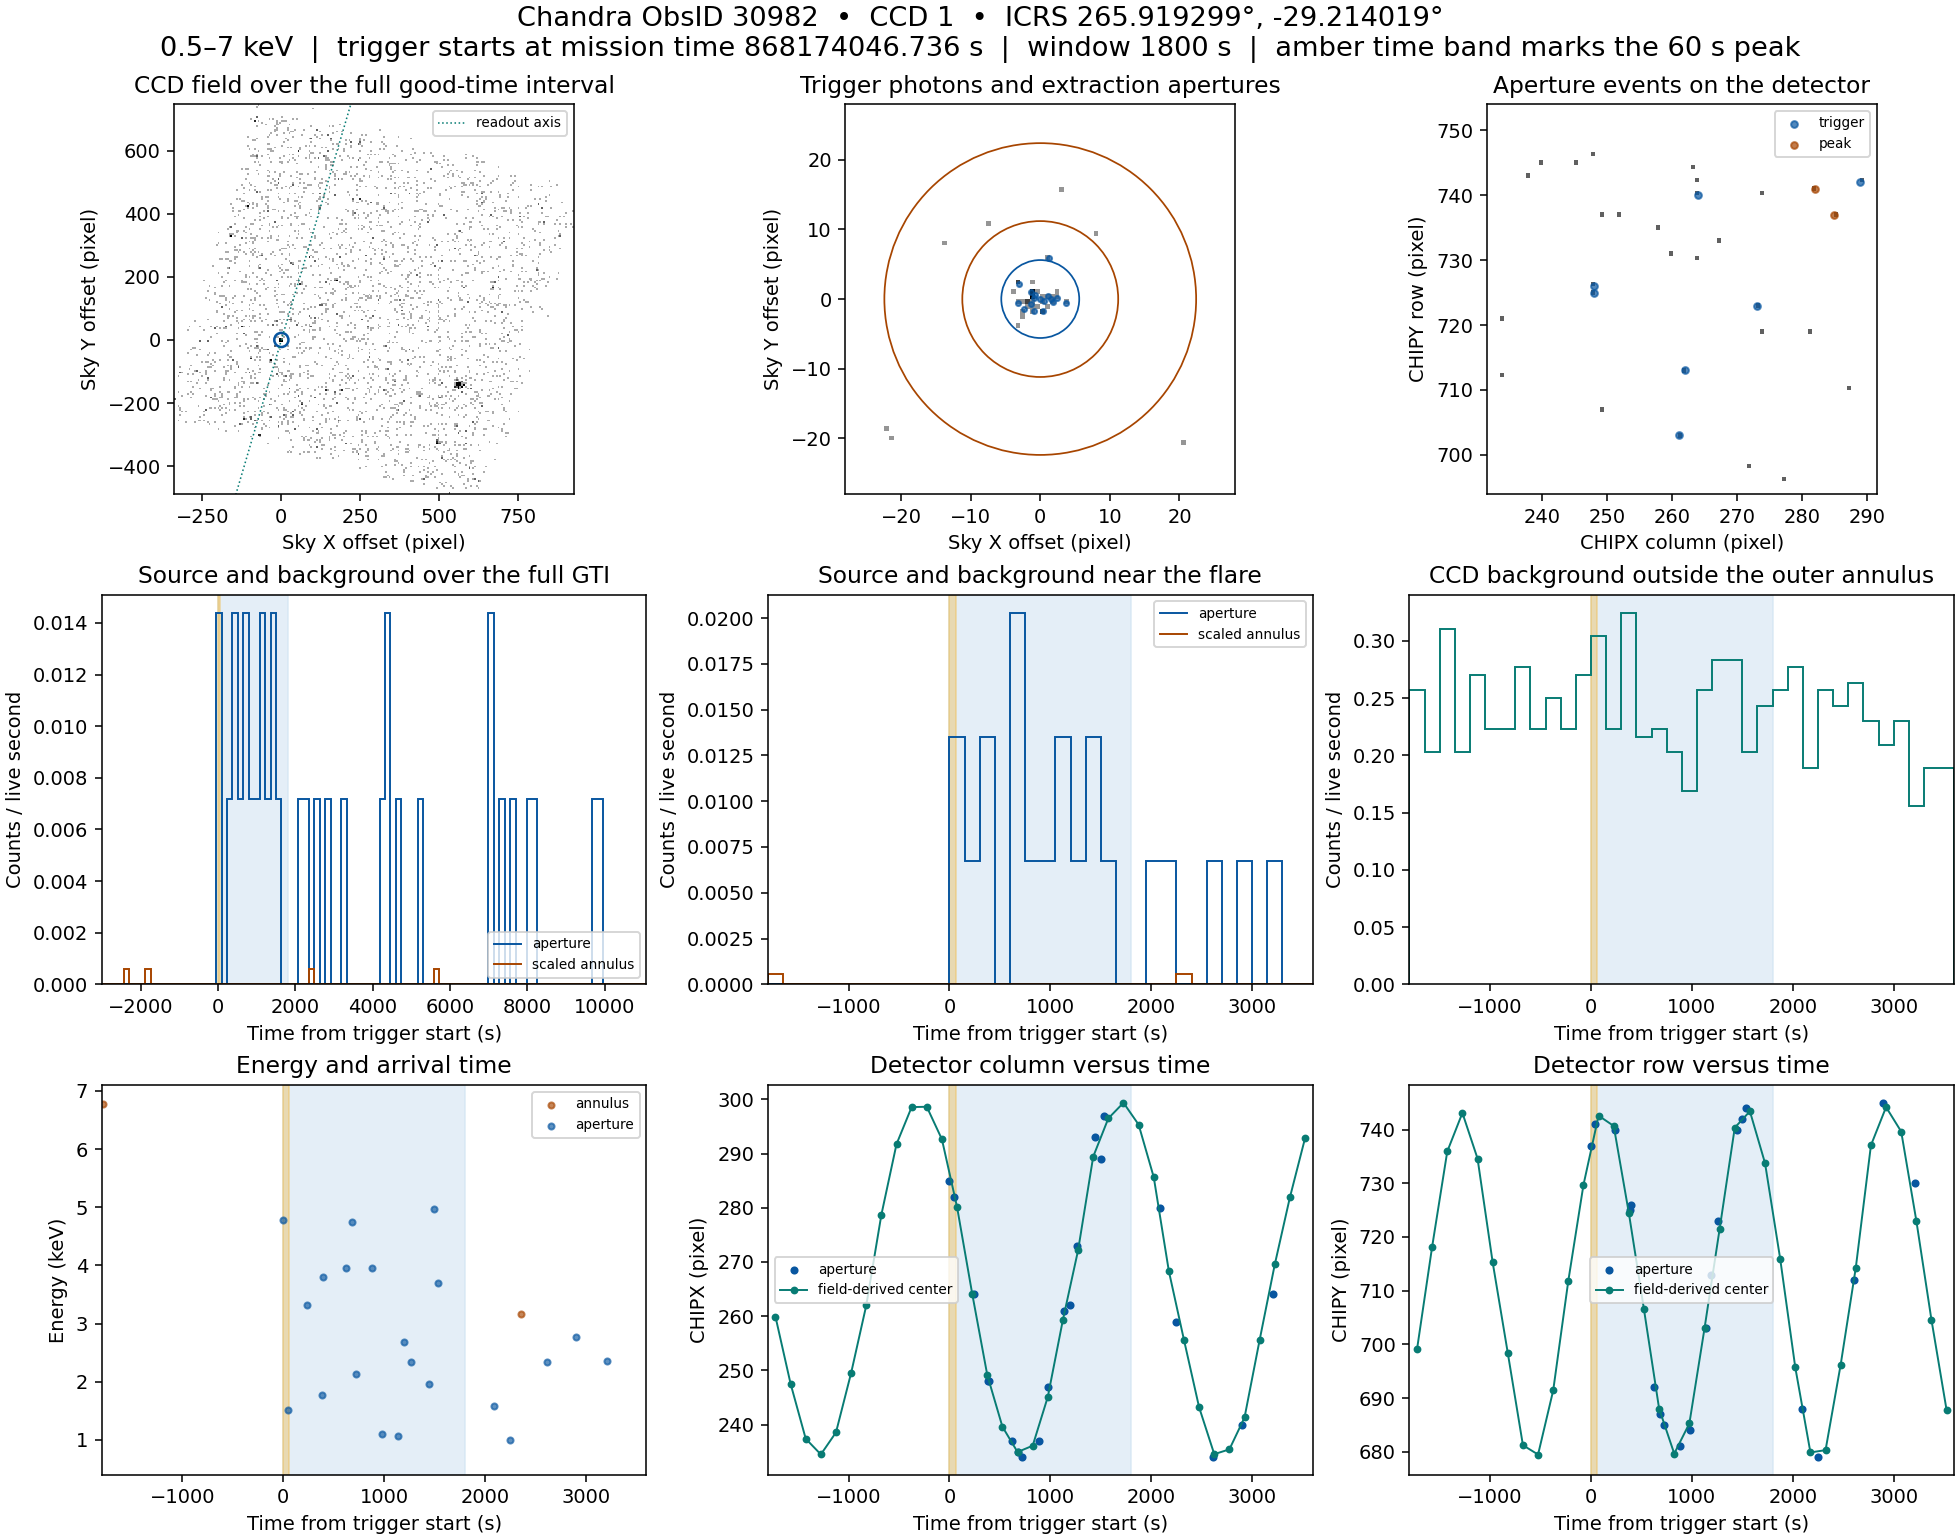 Chandra ObsID 30982 • CCD 1 • ICRS 265.919299°, -29.214019°
0.5–7 keV | trigger starts at mission time 868174046.736 s | window 1800 s | amber time band marks the 60 s peak
CCD field over the full good-time interval
readout axis
Sky Y offset (pixel)
600
400
200
0
−200
−400
−250 0 250 500 750
Sky X offset (pixel)
Trigger photons and extraction apertures
Sky Y offset (pixel)
20
10
0
−10
−20
−20 −10 0 10 20
Sky X offset (pixel)
Aperture events on the detector
trigger
peak
CHIPY row (pixel)
750
740
730
720
710
700
240 250 260 270 280 290
CHIPX column (pixel)
Source and background over the full GTI
Counts / live second
0.014
0.012
0.010
0.008
0.006
0.004
0.002
0.000
aperture
scaled annulus
−2000 0 2000 4000 6000 8000 10000
Time from trigger start (s)
Source and background near the flare
aperture
scaled annulus
Counts / live second
0.0200
0.0175
0.0150
0.0125
0.0100
0.0075
0.0050
0.0025
0.0000
−1000 0 1000 2000 3000
Time from trigger start (s)
CCD background outside the outer annulus
Counts / live second
0.30
0.25
0.20
0.15
0.10
0.05
0.00
−1000 0 1000 2000 3000
Time from trigger start (s)
Energy and arrival time
annulus
aperture
Energy (keV)
7
6
5
4
3
2
1
−1000 0 1000 2000 3000
Time from trigger start (s)
Detector column versus time
CHIPX (pixel)
300
290
280
270
260
250
240
aperture
field-derived center
−1000 0 1000 2000 3000
Time from trigger start (s)
Detector row versus time
CHIPY (pixel)
740
730
720
710
700
690
680
aperture
field-derived center
−1000 0 1000 2000 3000
Time from trigger start (s)